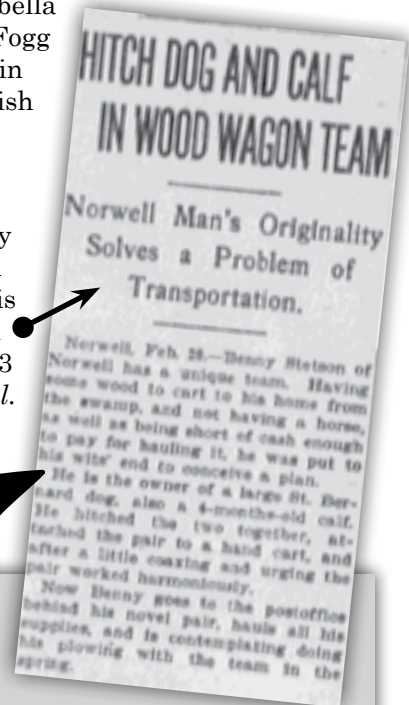 bella
Fogg
in
ish
y
is
3
l.
HITCH DOG AND CALF
IN WOOD WAGON TEAM
Norwell Man's Originality
Solves a Problem of
Transportation.
Norwell, Feb. 28.—Benny Stetson of
Norwell has a unique team. Having
some wood to cart to his home from
the swamp, and not having a horse,
as well as being short of cash enough
to pay for hauling it, he was put to
his wits' end to conceive a plan.
He is the owner of a large St. Ber-
nard dog, also a 4-months-old calf.
He hitched the two together, at-
tached the pair to a hand cart, and
after a little coaxing and urging the
pair worked harmoniously.
Now Benny goes to the postoffice
behind his novel pair, hauls all his
supplies, and is contemplating doing
his plowing with the team in the
spring.